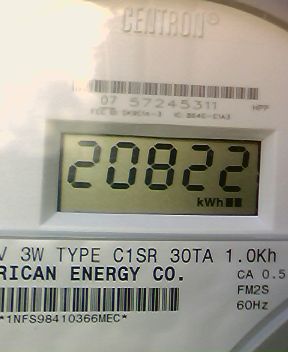 CENTRON®
07 57245311 HPP
20822
kWh
V 3W TYPE C1SR 30TA 1.0Kh
RICAN ENERGY CO.
CA 0.5
FM2S
60Hz
*1NFS98410366MEC*